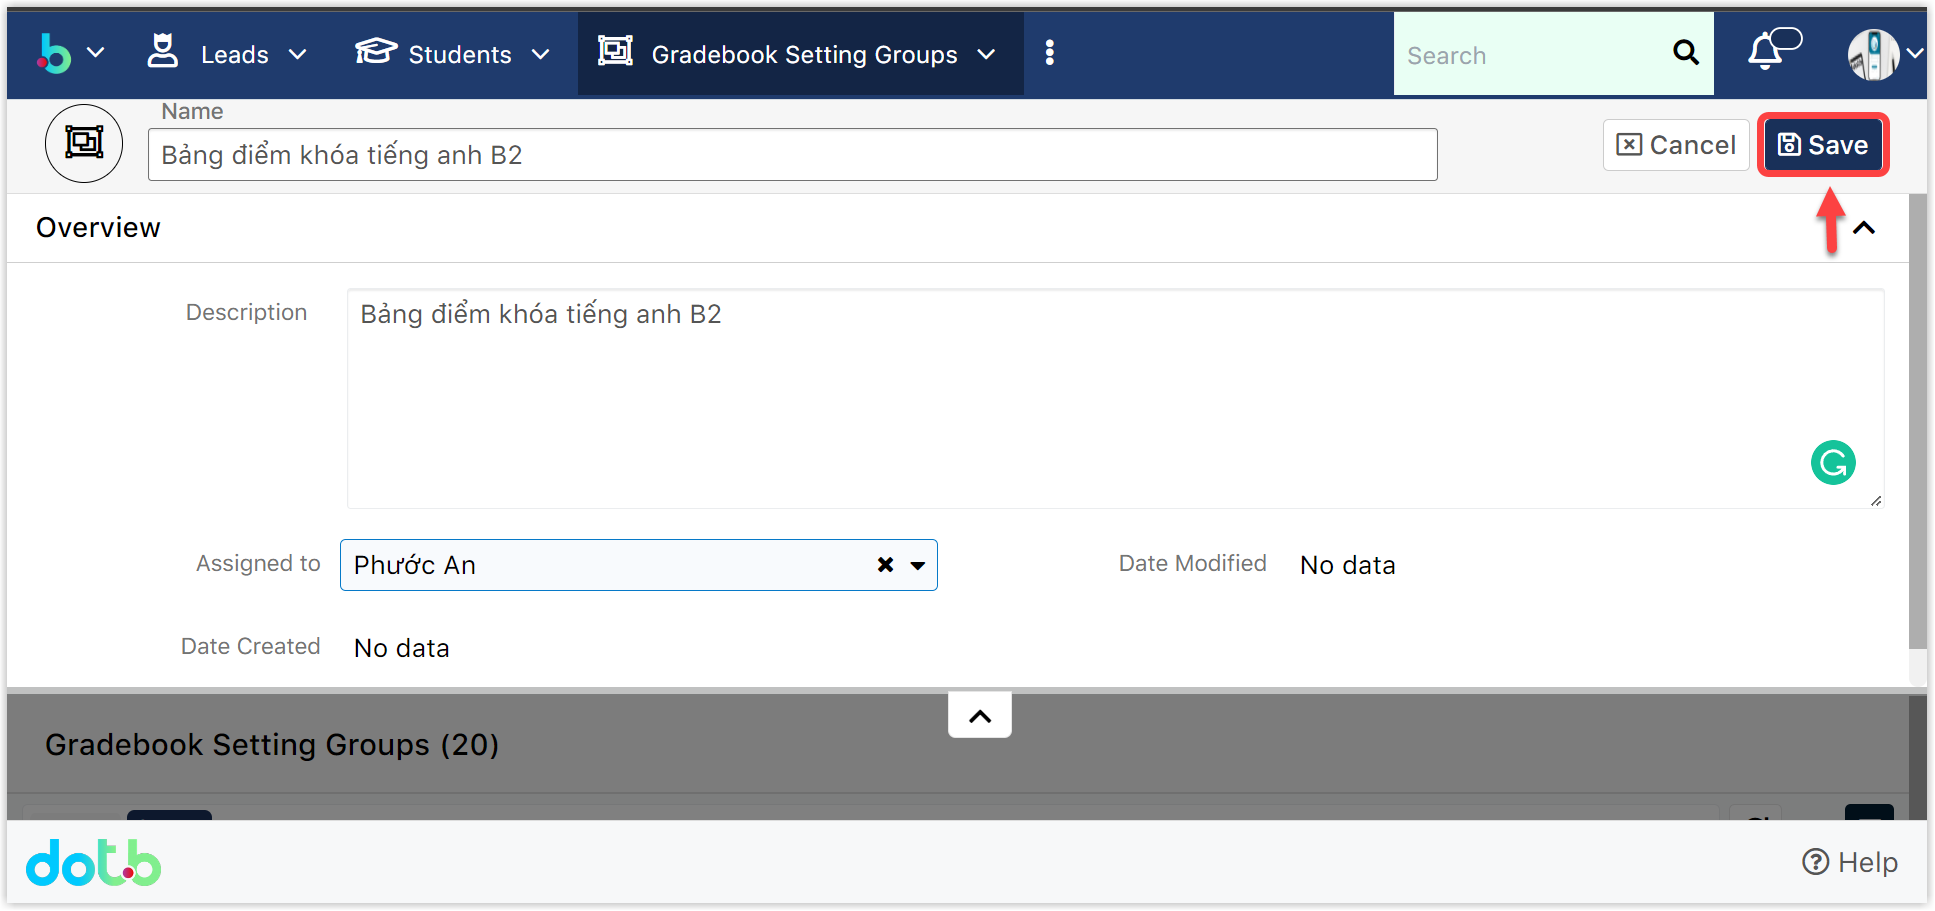 Leads
Students
Gradebook Setting Groups
Search
Name
Bảng điểm khóa tiếng anh B2
Cancel
Save
Overview
Description
Bảng điểm khóa tiếng anh B2
Assigned to
Phước An
Date Modified
No data
Date Created
No data
Gradebook Setting Groups (20)
dotb
Help